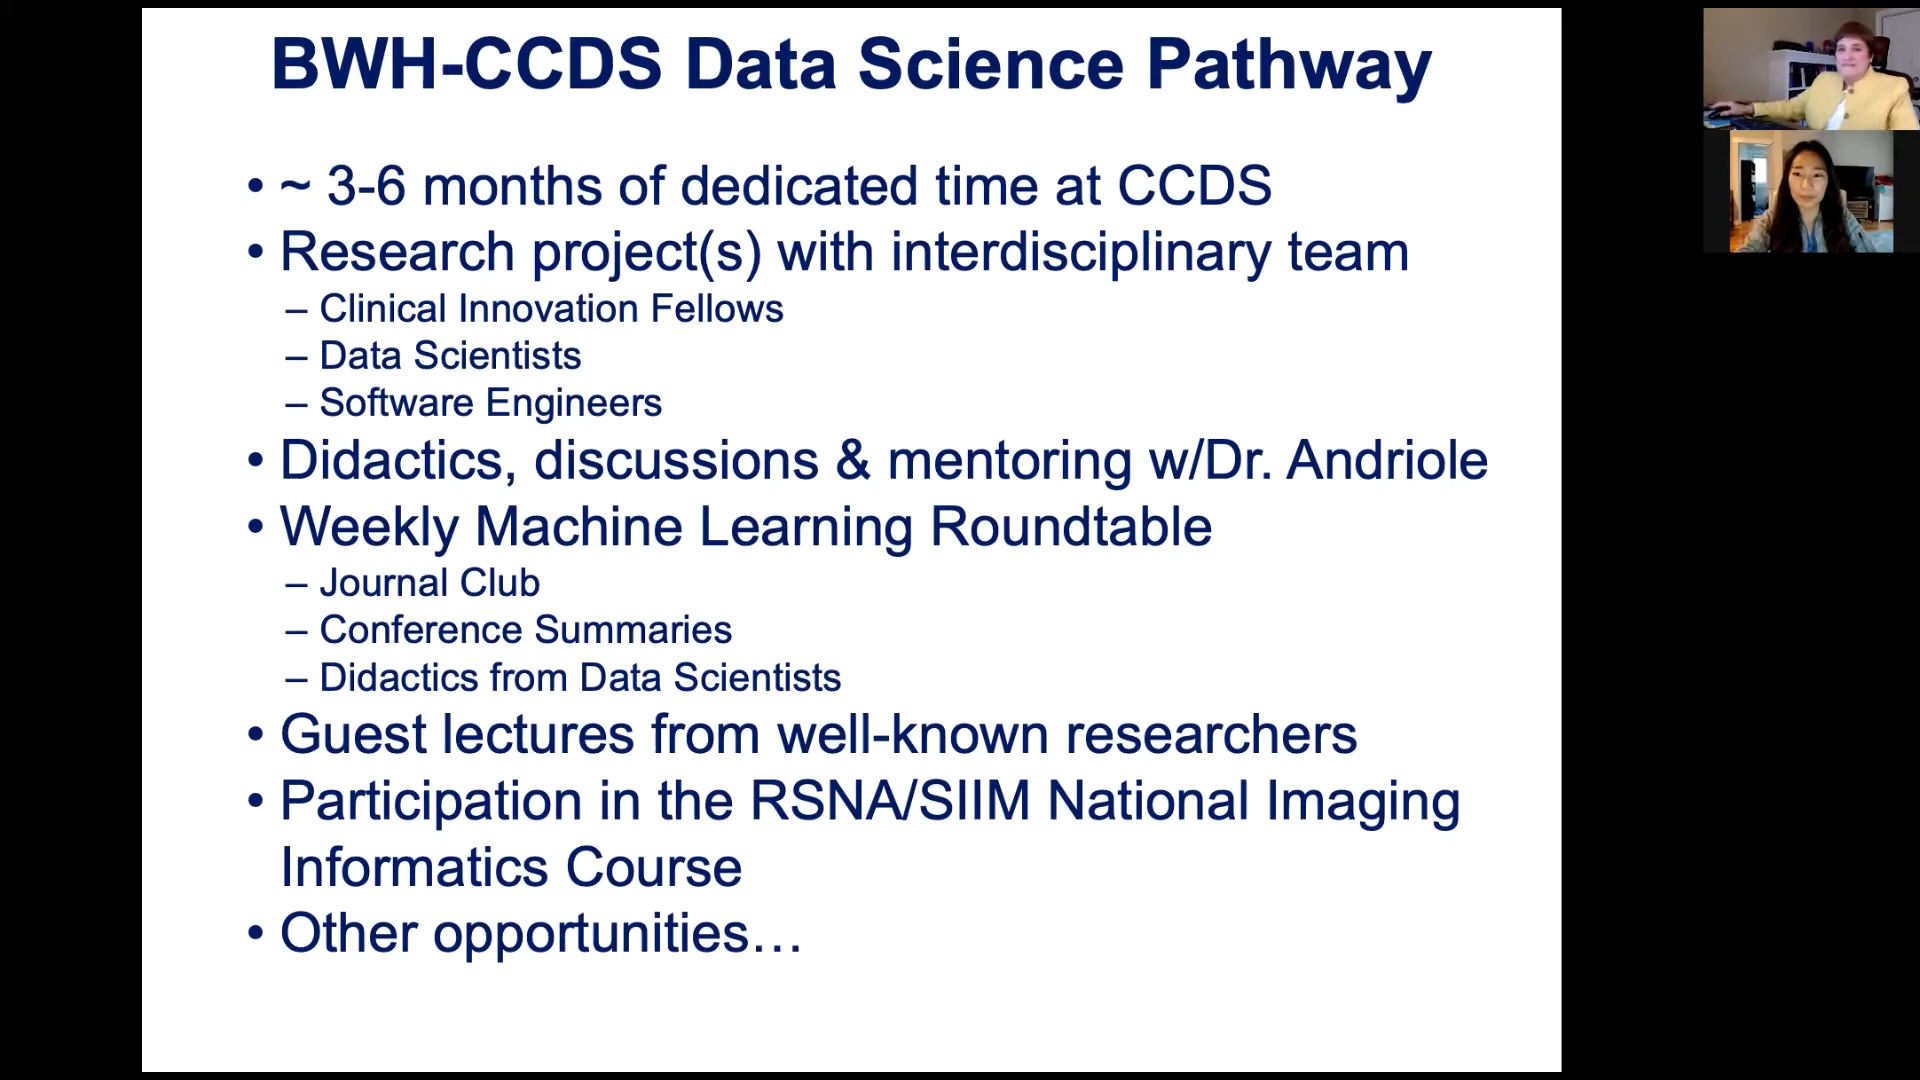 BWH-CCDS Data Science Pathway
• ~ 3-6 months of dedicated time at CCDS
• Research project(s) with interdisciplinary team
– Clinical Innovation Fellows
– Data Scientists
– Software Engineers
• Didactics, discussions & mentoring w/Dr. Andriole
• Weekly Machine Learning Roundtable
– Journal Club
– Conference Summaries
– Didactics from Data Scientists
• Guest lectures from well-known researchers
• Participation in the RSNA/SIIM National Imaging
Informatics Course
• Other opportunities…